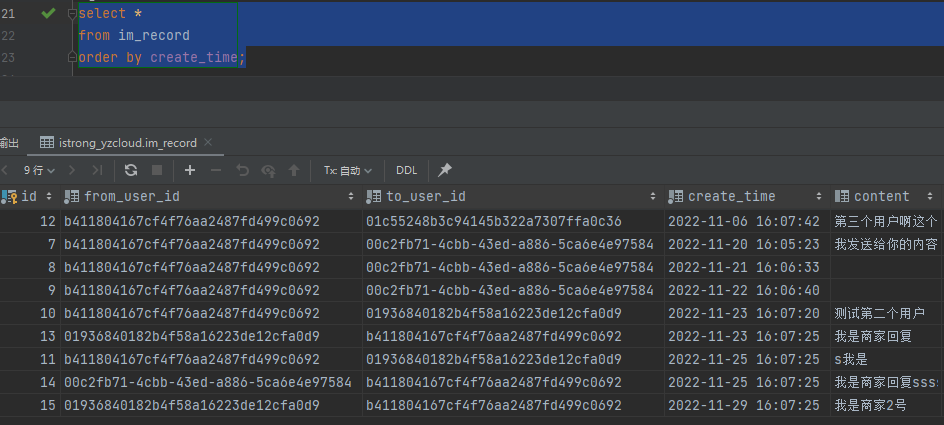 21 select *
22 from im_record
23 order by create_time;
输出 istrong_yzcloud.im_record
9 行 Tx: 自动 DDL
id from_user_id to_user_id create_time content
12 b411804167cf4f76aa2487fd499c0692 01c55248b3c94145b322a7307ffa0c36 2022-11-06 16:07:42 第三个用户啊这个
7 b411804167cf4f76aa2487fd499c0692 00c2fb71-4cbb-43ed-a886-5ca6e4e97584 2022-11-20 16:05:23 我发送给你的内容
8 b411804167cf4f76aa2487fd499c0692 00c2fb71-4cbb-43ed-a886-5ca6e4e97584 2022-11-21 16:06:33
9 b411804167cf4f76aa2487fd499c0692 00c2fb71-4cbb-43ed-a886-5ca6e4e97584 2022-11-22 16:06:40
10 b411804167cf4f76aa2487fd499c0692 01936840182b4f58a16223de12cfa0d9 2022-11-23 16:07:20 测试第二个用户
13 01936840182b4f58a16223de12cfa0d9 b411804167cf4f76aa2487fd499c0692 2022-11-23 16:07:25 我是商家回复
11 b411804167cf4f76aa2487fd499c0692 01936840182b4f58a16223de12cfa0d9 2022-11-25 16:07:25 s我是
14 00c2fb71-4cbb-43ed-a886-5ca6e4e97584 b411804167cf4f76aa2487fd499c0692 2022-11-25 16:07:25 我是商家回复ssss
15 01936840182b4f58a16223de12cfa0d9 b411804167cf4f76aa2487fd499c0692 2022-11-29 16:07:25 我是商家2号